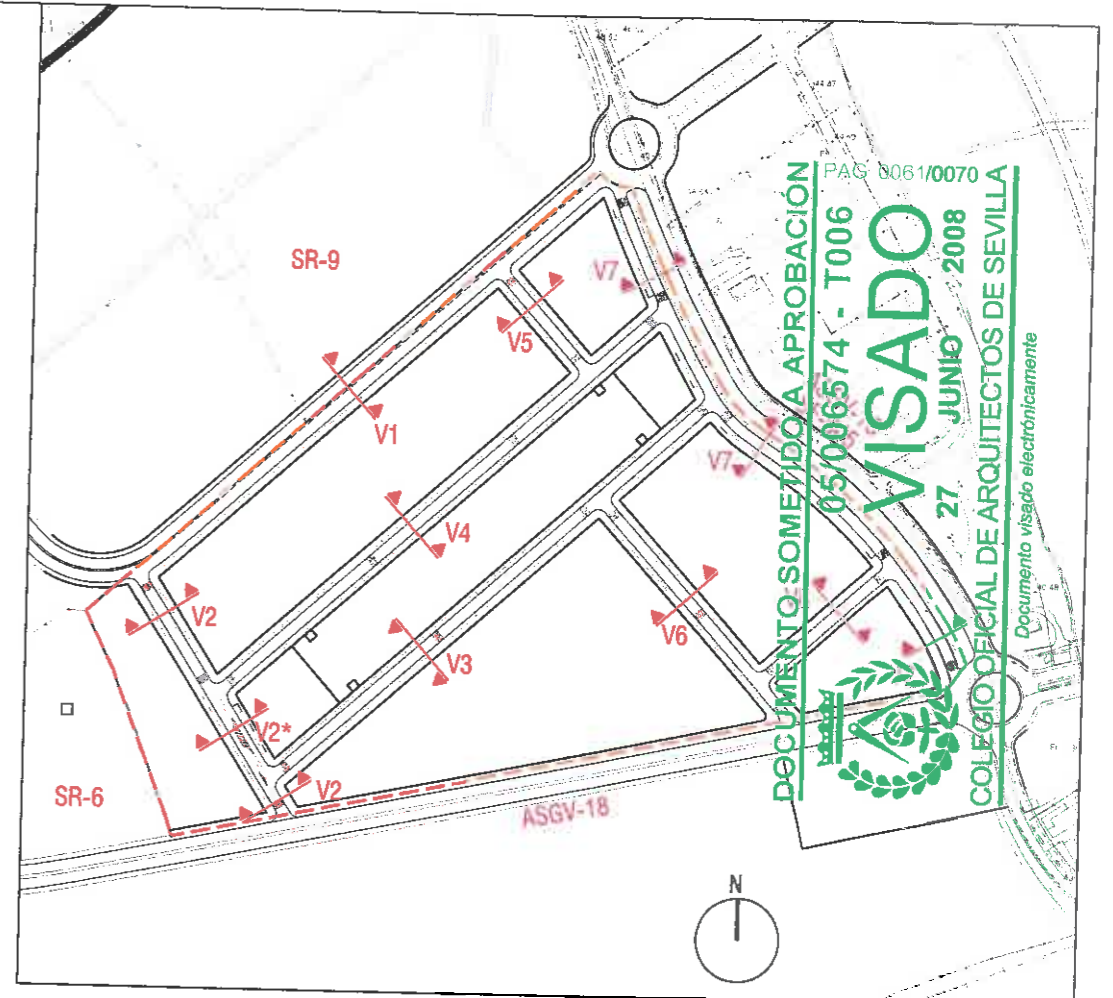 SR-9
V7
V5
V1
V7
V4
V2
V6
V3
V2*
V2
SR-6
ASGV-18
N
DOCUMENTO SOMETIDO A APROBACIÓN
PAG 0061/0070
05/006574 - T006
VISADO
27 JUNIO 2008
COLEGIO OFICIAL DE ARQUITECTOS DE SEVILLA
Documento visado electrónicamente